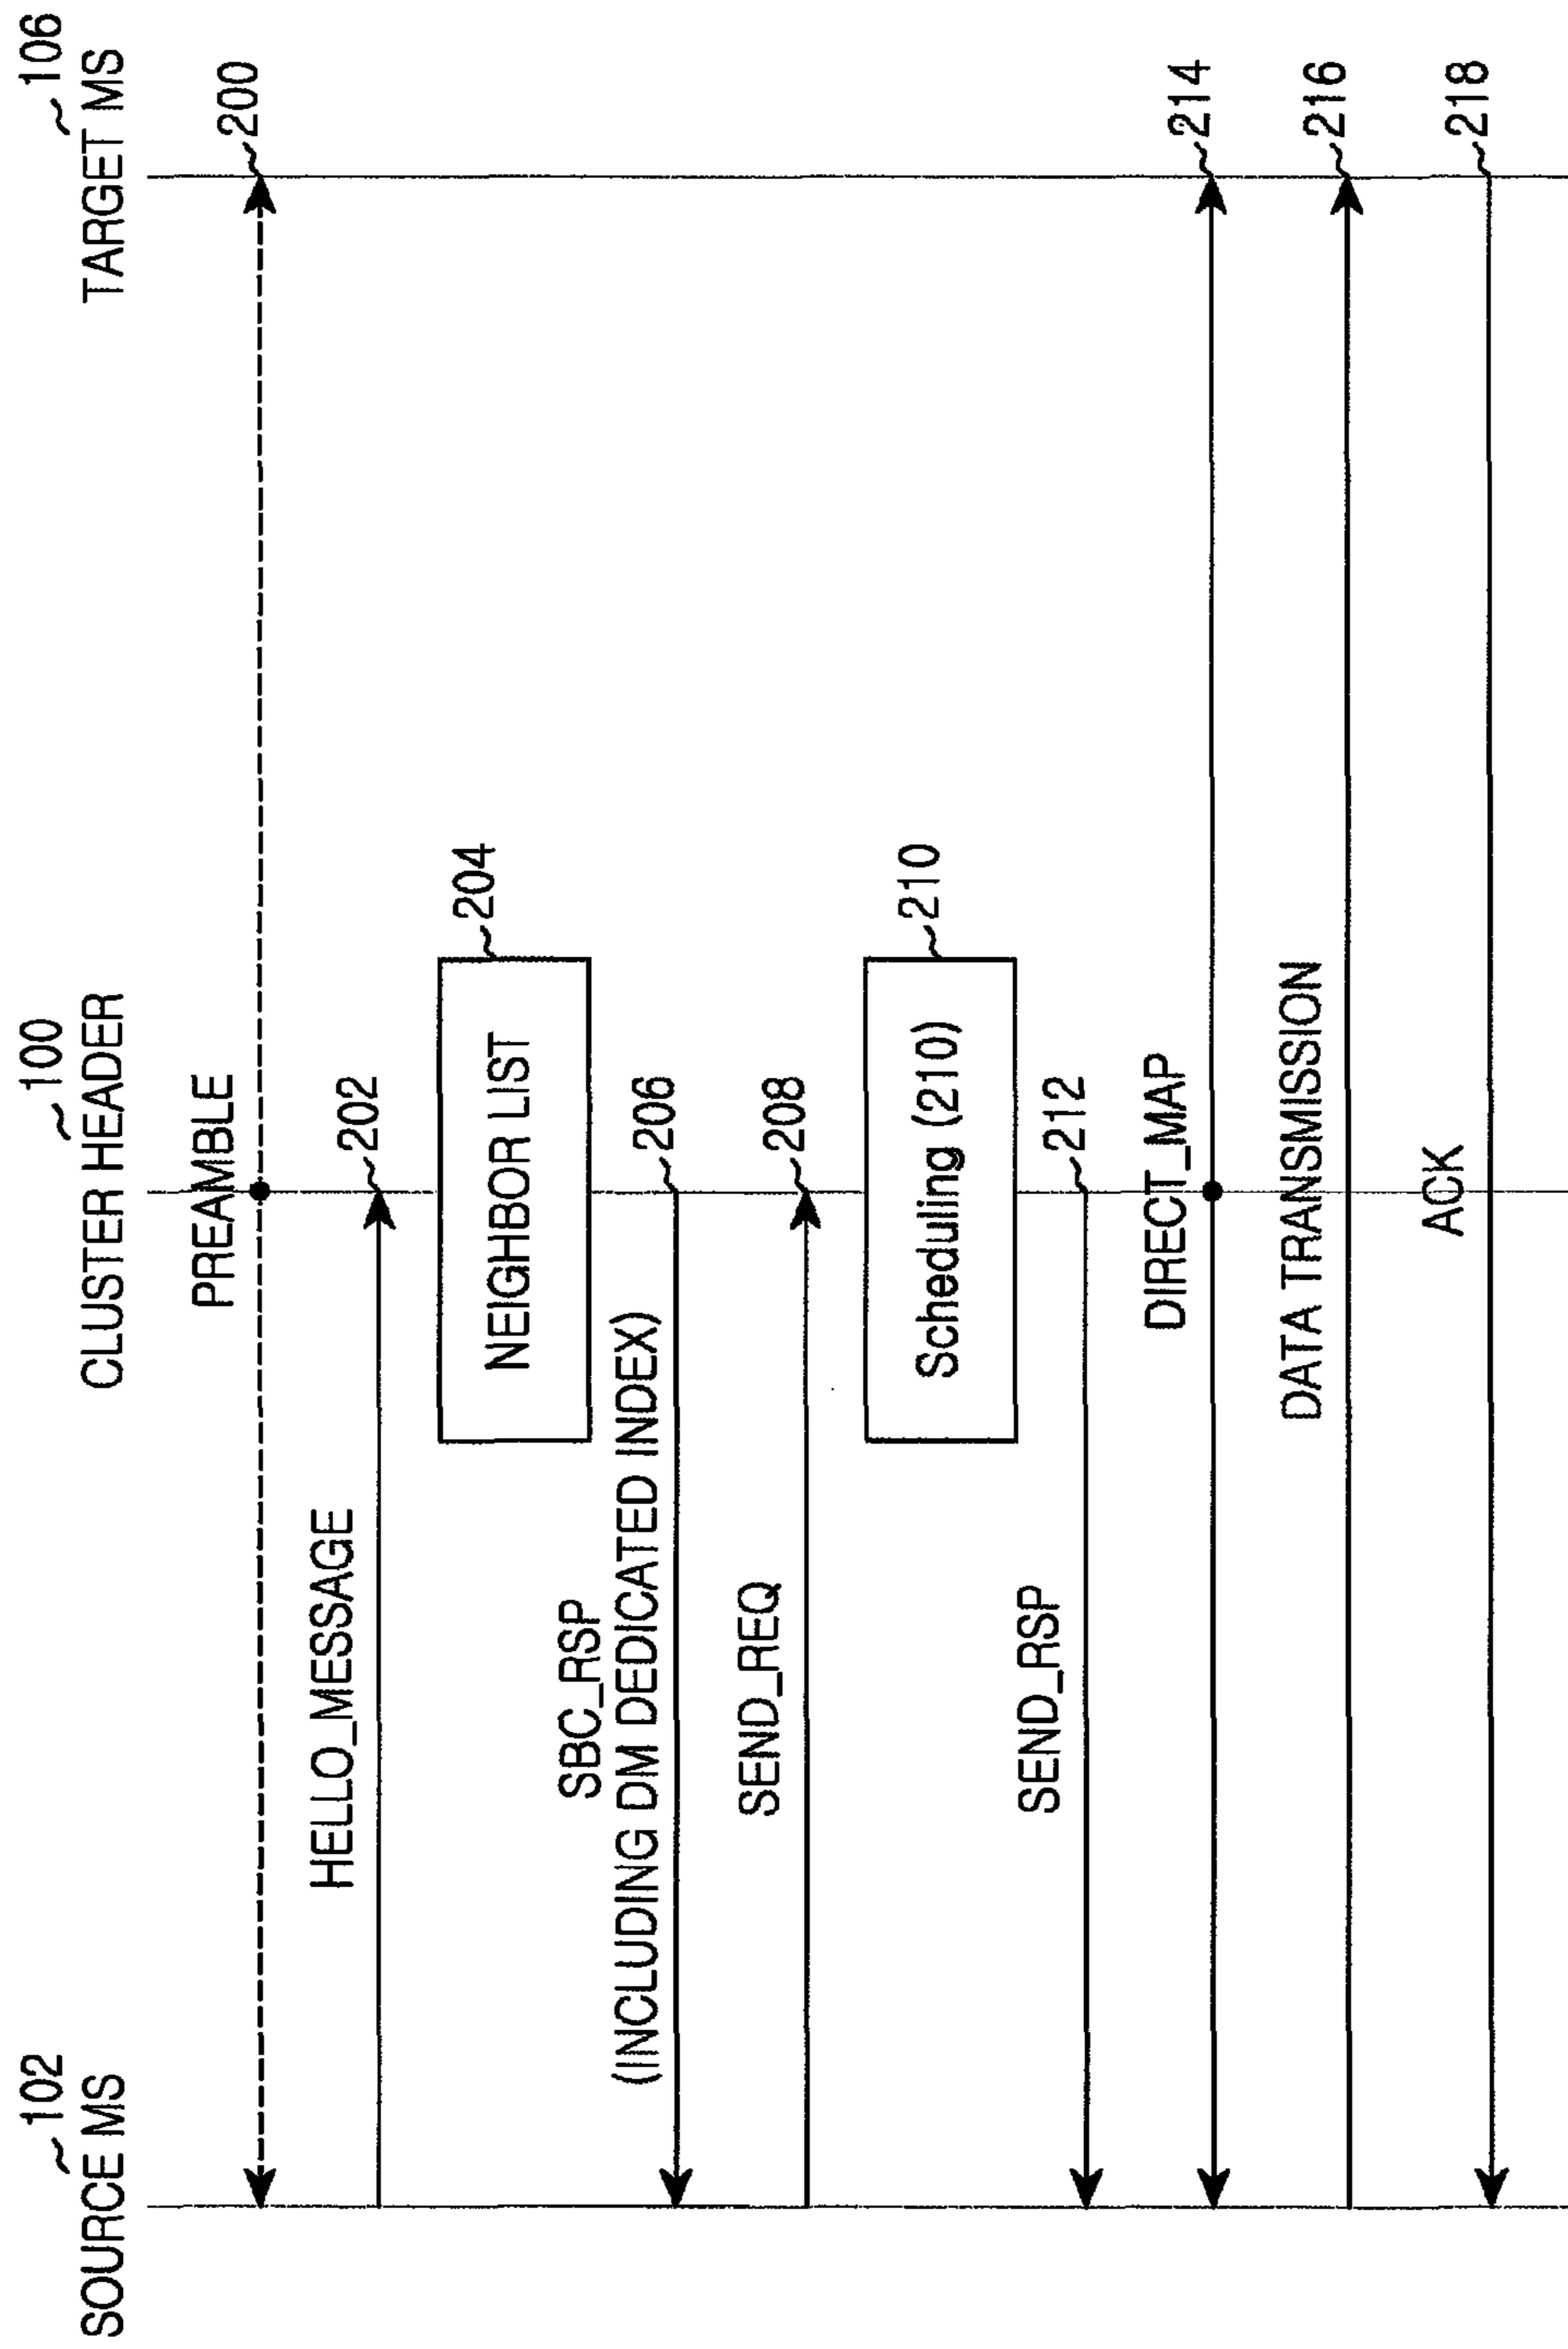 102
SOURCE MS
100
CLUSTER HEADER
106
TARGET MS
PREAMBLE
200
HELLO_MESSAGE
202
NEIGHBOR LIST
204
SBC_RSP
(INCLUDING DM DEDICATED INDEX)
206
SEND_REQ
208
Scheduling (210)
210
SEND_RSP
212
DIRECT_MAP
214
DATA TRANSMISSION
216
ACK
218